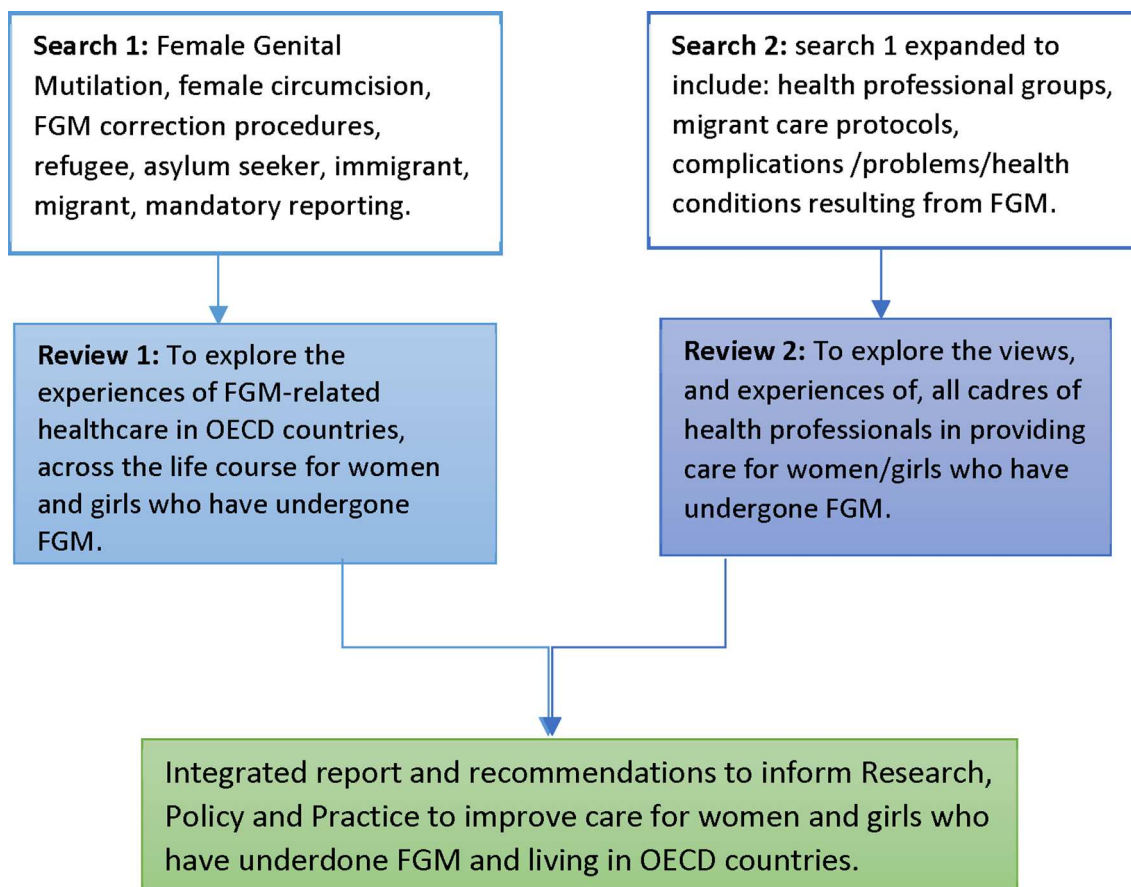 Search 1: Female Genital
Mutilation, female circumcision,
FGM correction procedures,
refugee, asylum seeker, immigrant,
migrant, mandatory reporting.
Search 2: search 1 expanded to
include: health professional groups,
migrant care protocols,
complications /problems/health
conditions resulting from FGM.
Review 1: To explore the
experiences of FGM-related
healthcare in OECD countries,
across the life course for women
and girls who have undergone
FGM.
Review 2: To explore the views,
and experiences of, all cadres of
health professionals in providing
care for women/girls who have
undergone FGM.
Integrated report and recommendations to inform Research,
Policy and Practice to improve care for women and girls who
have underdone FGM and living in OECD countries.